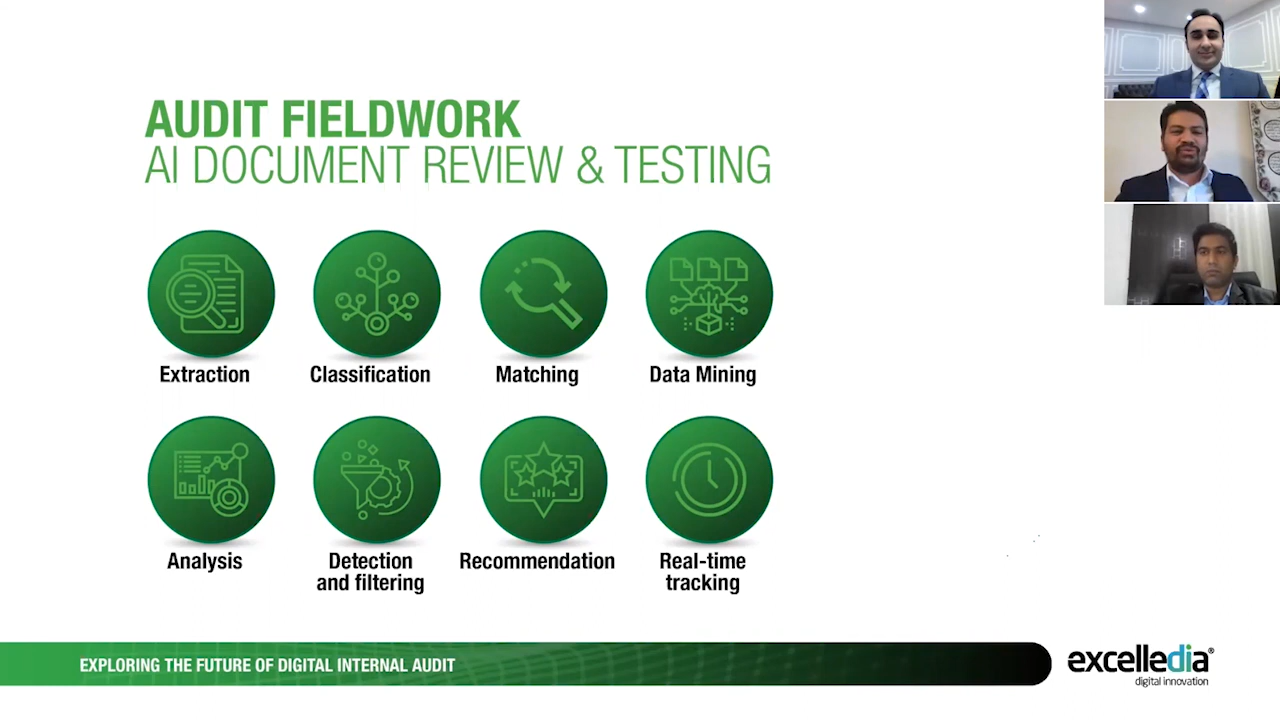 AUDIT FIELDWORK
AI DOCUMENT REVIEW & TESTING
Extraction
Classification
Matching
Data Mining
Analysis
Detection
and filtering
Recommendation
Real-time
tracking
EXPLORING THE FUTURE OF DIGITAL INTERNAL AUDIT
excelledia®
digital innovation